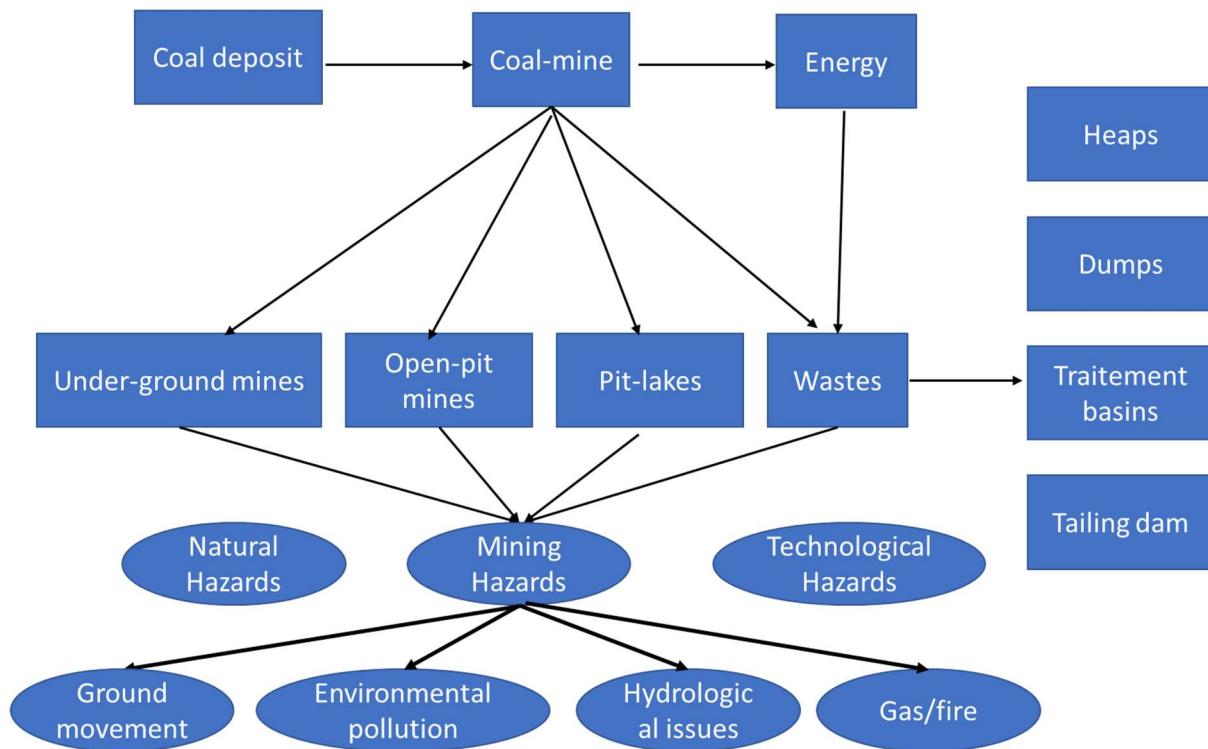 Coal deposit
Coal-mine
Energy
Heaps
Dumps
Under-ground mines
Open-pit
mines
Pit-lakes
Wastes
Traitement
basins
Tailing dam
Natural
Hazards
Mining
Hazards
Technological
Hazards
Ground
movement
Environmental
pollution
Hydrologic
al issues
Gas/fire